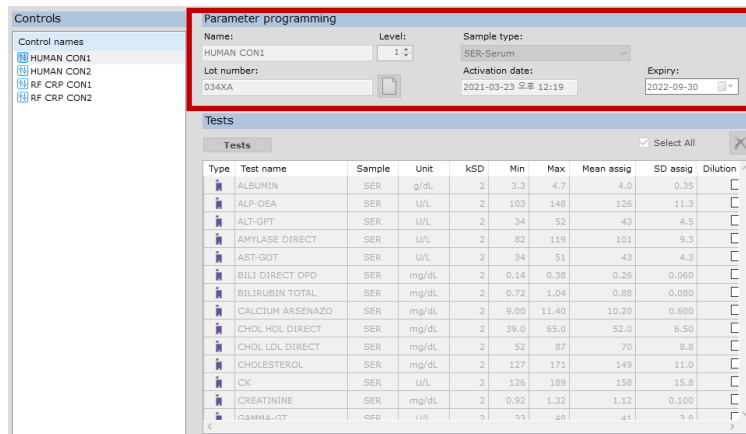 Controls
Control names
HUMAN CON1
HUMAN CON2
RF CRP CON1
RF CRP CON2
Parameter programming
Name: Level: Sample type:
HUMAN CON1 1 SER-Serum
Lot number: Activation date: Expiry:
034XA 2021-03-23 오후 12:19 2022-09-30
Tests
Tests Select All
Type Test name Sample Unit kSD Min Max Mean assig SD assig Dilution
ALBUMIN SER g/dL 2 3.3 4.7 4.0 0.35
ALP-DEA SER U/L 2 103 148 126 11.3
ALT-GPT SER U/L 2 34 52 43 4.5
AMYLASE DIRECT SER U/L 2 82 119 101 9.3
AST-GOT SER U/L 2 34 51 43 4.3
BILI DIRECT DPD SER mg/dL 2 0.14 0.38 0.26 0.060
BILIRUBIN TOTAL SER mg/dL 2 0.72 1.04 0.88 0.080
CALCIUM ARSENAZO SER mg/dL 2 9.00 11.40 10.20 0.600
CHOL HDL DIRECT SER mg/dL 2 39.0 65.0 52.0 6.50
CHOL LDL DIRECT SER mg/dL 2 52 87 70 8.8
CHOLESTEROL SER mg/dL 2 127 171 149 11.0
CK SER U/L 2 126 189 158 15.8
CREATININE SER mg/dL 2 0.92 1.32 1.12 0.100
GAMMA-GT SER U/L 2 33 48 41 3.8